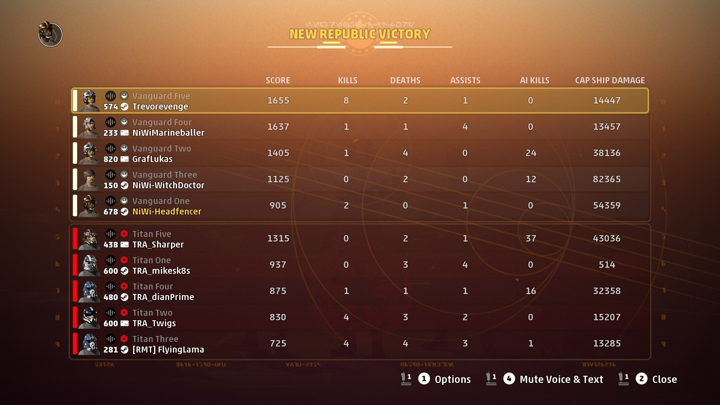 NEW REPUBLIC VICTORY
SCORE KILLS DEATHS ASSISTS AI KILLS CAP SHIP DAMAGE
Vanguard Five
574 Trevorevenge 1655 8 2 1 0 14447
Vanguard Four
233 NiWiMarineballer 1637 1 1 4 0 13457
Vanguard Two
820 GrafLukas 1405 1 4 0 24 38136
Vanguard Three
150 NiWi-WitchDoctor 1125 0 2 0 12 82365
Vanguard One
678 NiWi-Headfencer 905 2 0 1 0 54359
Titan Five
438 TRA_Sharper 1315 0 2 1 37 43036
Titan One
600 TRA_mikesk8s 937 0 3 4 0 514
Titan Four
480 TRA_dianPrime 875 1 1 1 16 32358
Titan Two
600 TRA_Twigs 830 4 3 2 0 15207
Titan Three
281 [RMT] FlyingLama 725 4 4 3 1 13285
1 1 Options 1 4 Mute Voice & Text 1 2 Close